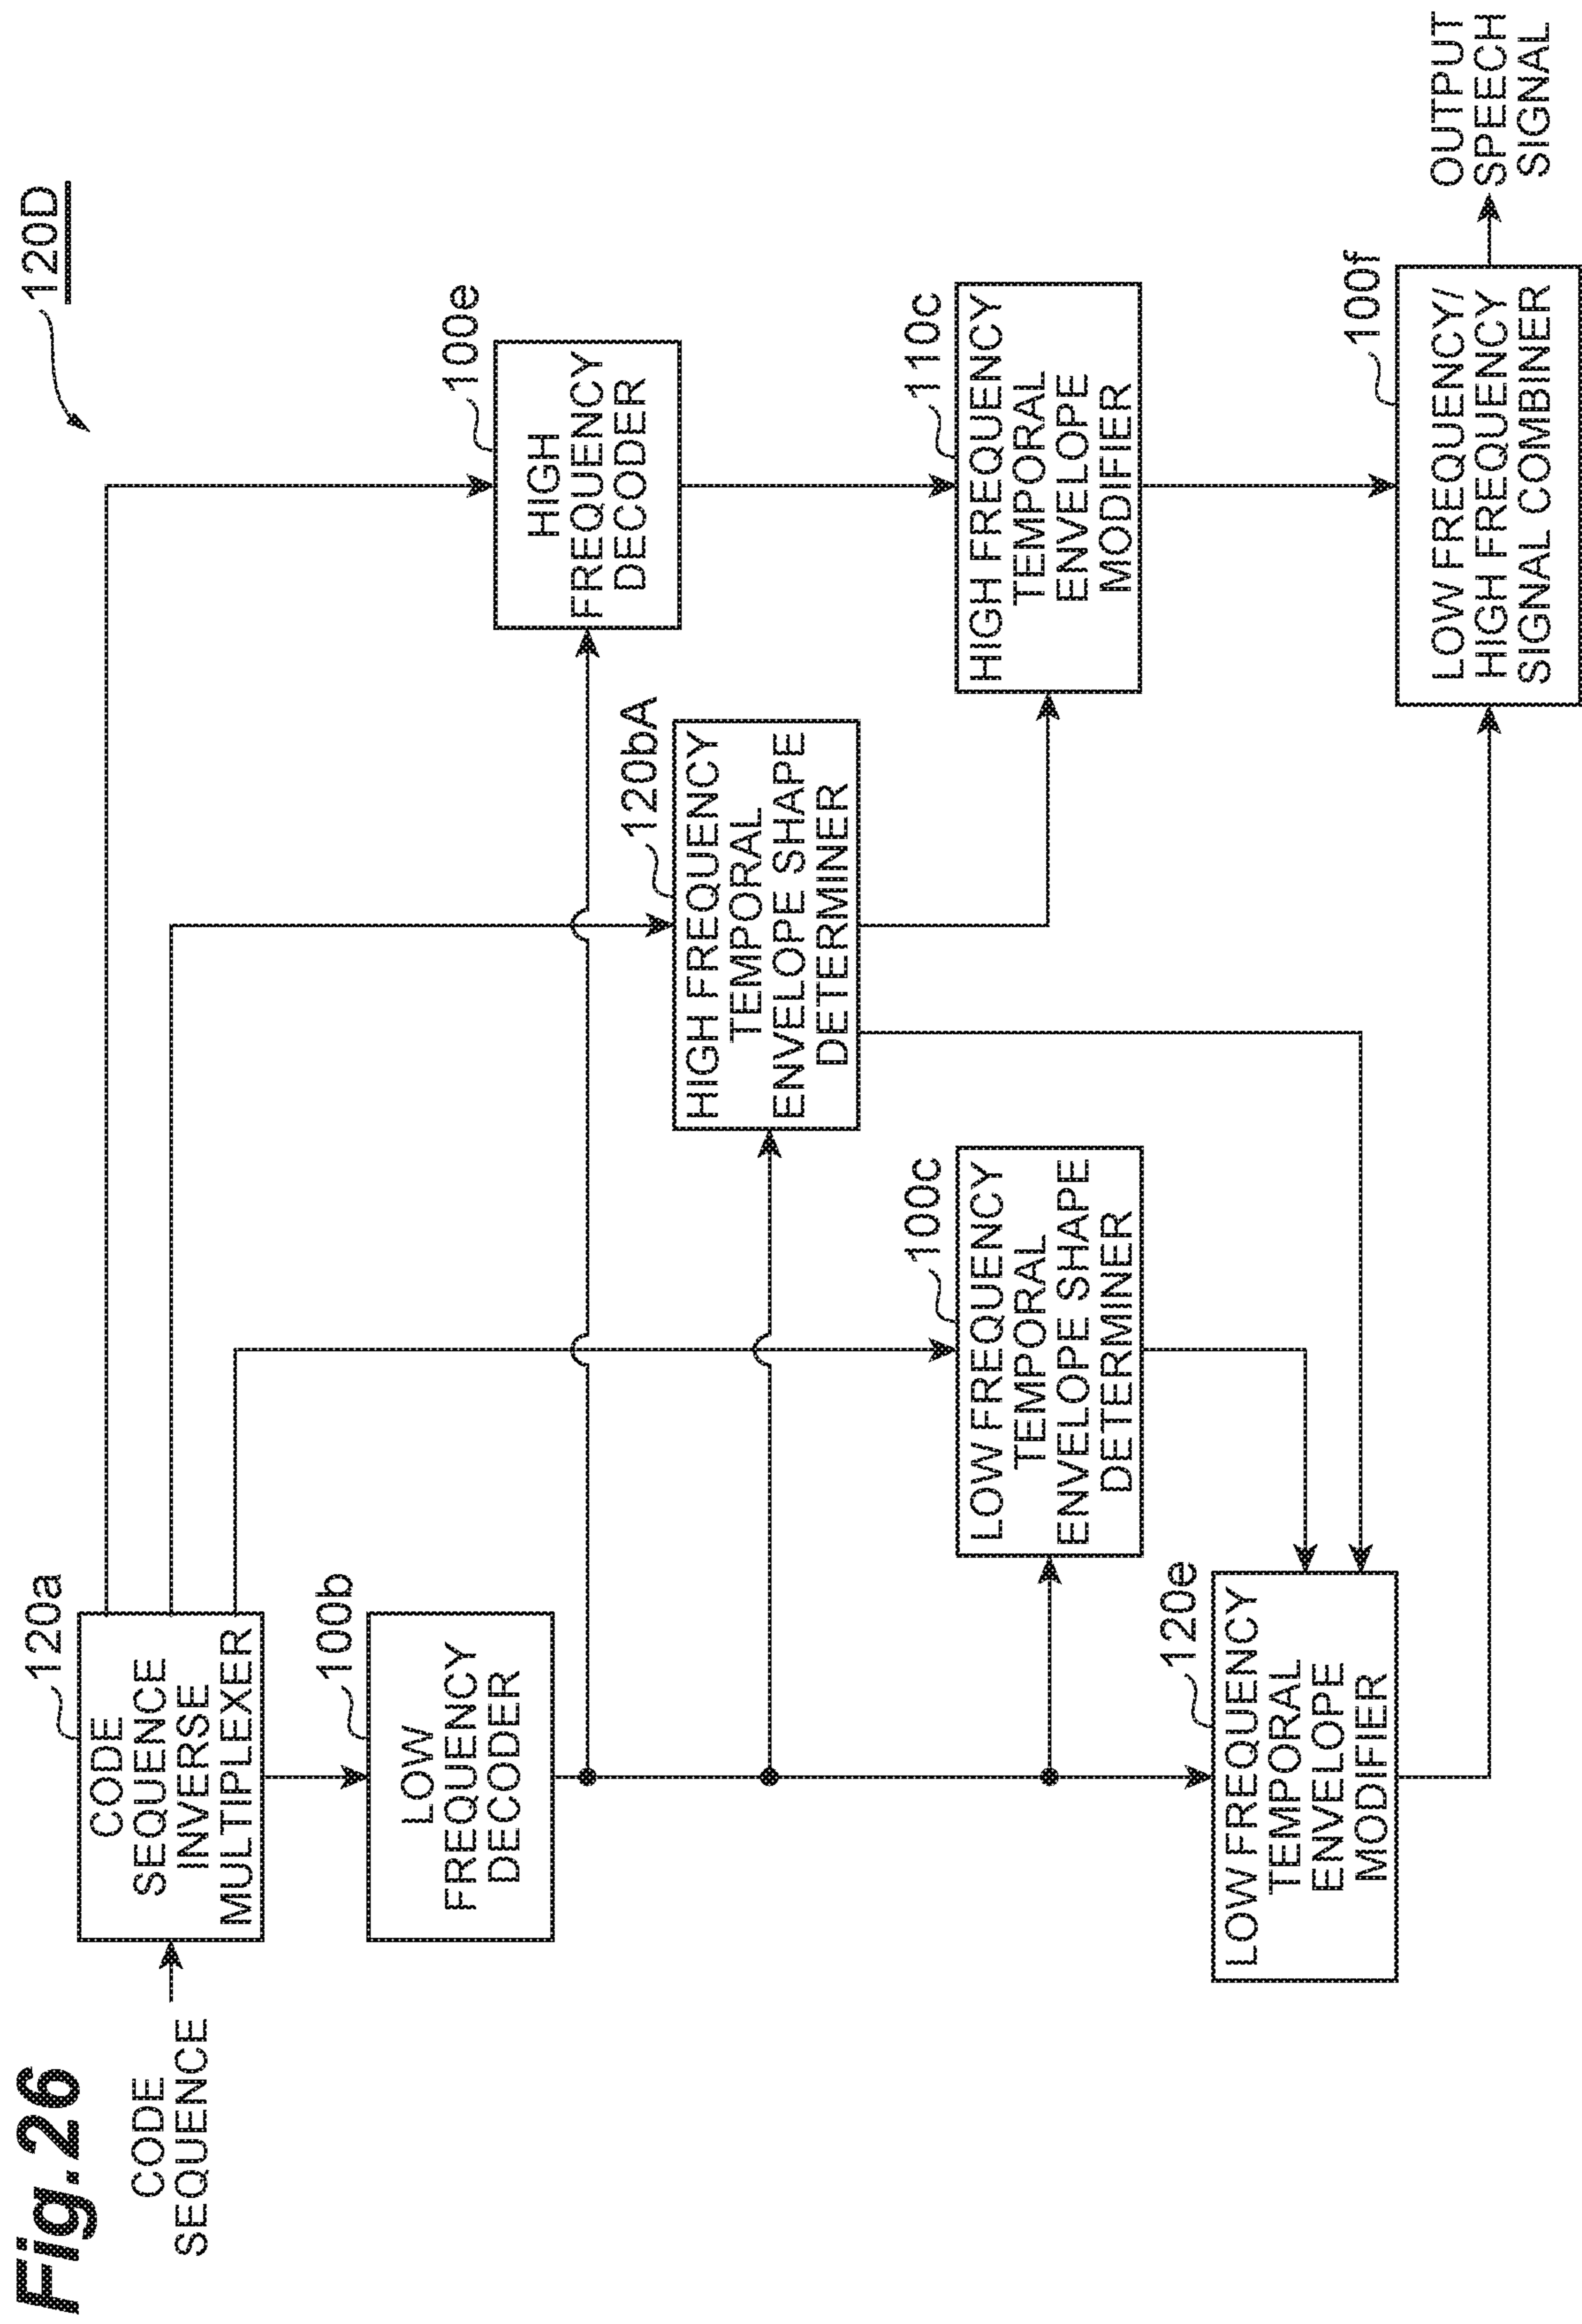 Fig.26
120D
CODE
SEQUENCE
120a
CODE
SEQUENCE
INVERSE
MULTIPLEXER
100b
LOW
FREQUENCY
DECODER
100e
HIGH
FREQUENCY
DECODER
120bA
HIGH FREQUENCY
TEMPORAL
ENVELOPE SHAPE
DETERMINER
100c
LOW FREQUENCY
TEMPORAL
ENVELOPE SHAPE
DETERMINER
110c
HIGH FREQUENCY
TEMPORAL
ENVELOPE
MODIFIER
120e
LOW FREQUENCY
TEMPORAL
ENVELOPE
MODIFIER
100f
LOW FREQUENCY/
HIGH FREQUENCY
SIGNAL COMBINER
OUTPUT
SPEECH
SIGNAL